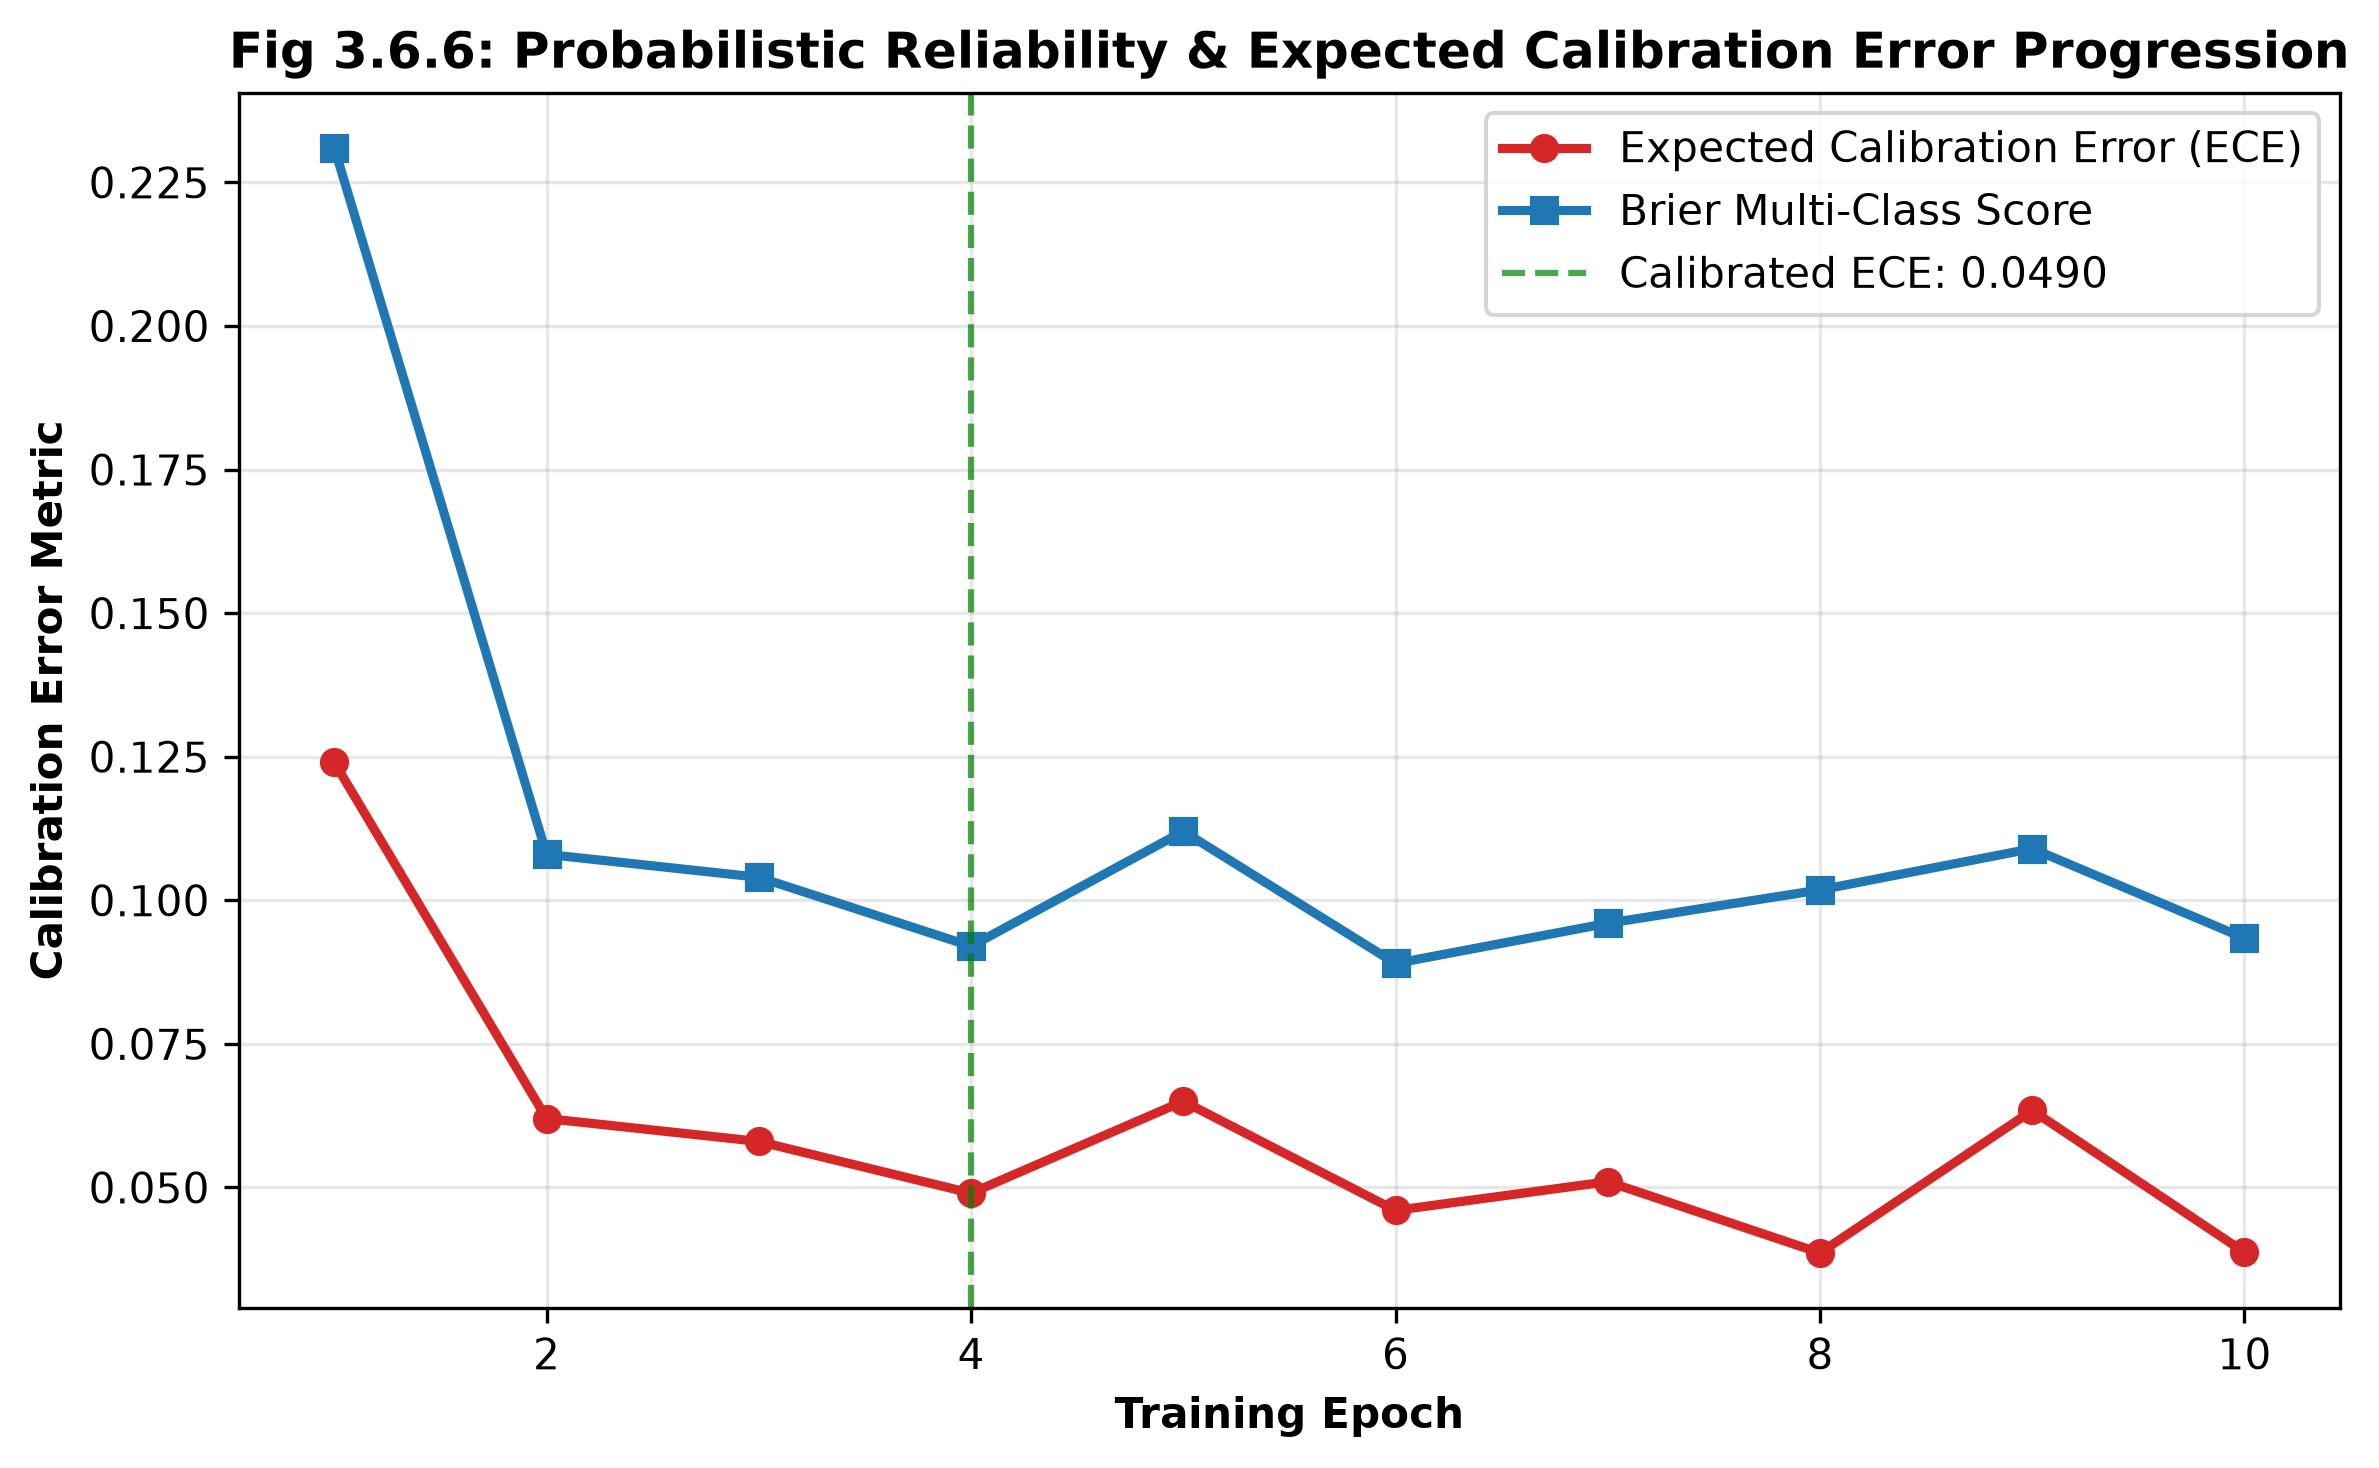 Fig 3.6.6: Probabilistic Reliability & Expected Calibration Error Progression
Expected Calibration Error (ECE)
Brier Multi-Class Score
Calibrated ECE: 0.0490
Calibration Error Metric
0.225
0.200
0.175
0.150
0.125
0.100
0.075
0.050
2 4 6 8 10
Training Epoch